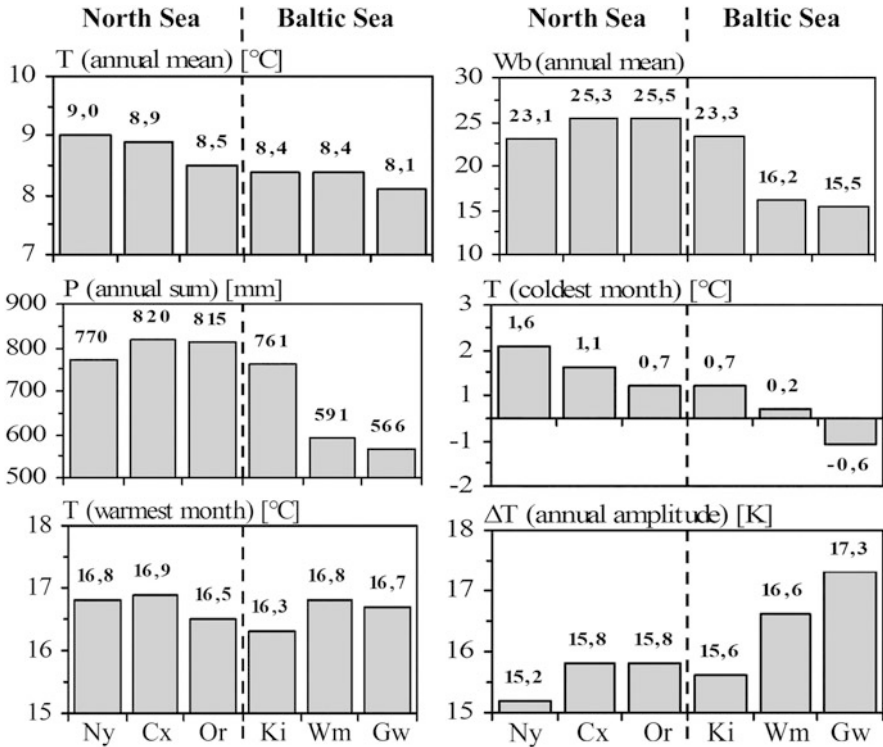 North Sea Baltic Sea North Sea Baltic Sea
T (annual mean) [°C]
10
9
8
7
9,0 8,9 8,5 8,4 8,4 8,1
Wb (annual mean)
30
25
20
15
10
23,1 25,3 25,5 23,3 16,2 15,5
P (annual sum) [mm]
900
800
700
600
500
770 820 815 761 591 566
T (coldest month) [°C]
3
2
1
-1
-2
1,6 1,1 0,7 0,7 0,2 -0,6
T (warmest month) [°C]
18
17
16
15
16,8 16,9 16,5 16,3 16,8 16,7
Ny Cx Or Ki Wm Gw
ΔT (annual amplitude) [K]
18
17
16
15
15,2 15,8 15,8 15,6 16,6 17,3
Ny Cx Or Ki Wm Gw